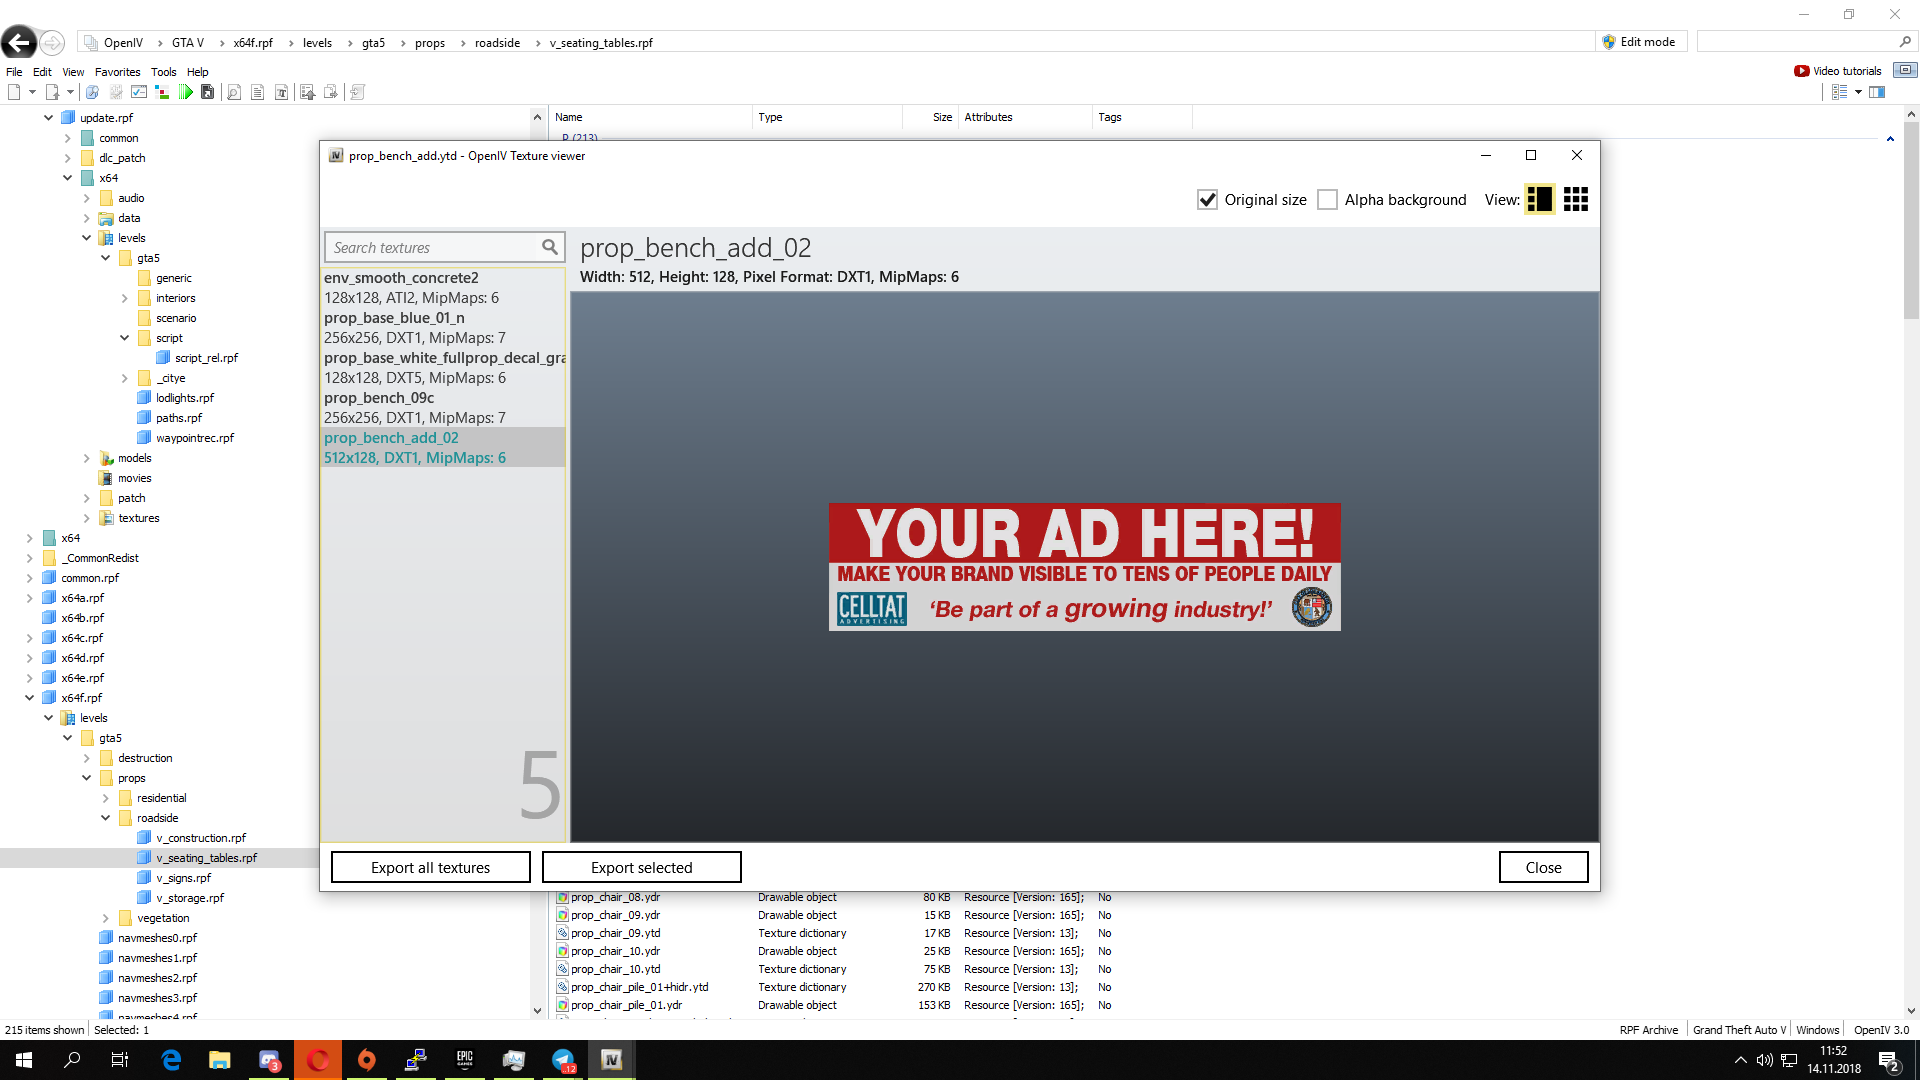 OpenIV
GTA V
x64f.rpf
levels
gta5
props
roadside
v_seating_tables.rpf
Edit mode
File
Edit
View
Favorites
Tools
Help
Video tutorials
update.rpf
common
dlc_patch
x64
audio
data
levels
gta5
generic
interiors
scenario
script
script_rel.rpf
_citye
lodlights.rpf
paths.rpf
waypointrec.rpf
models
movies
patch
textures
x64
_CommonRedist
common.rpf
x64a.rpf
x64b.rpf
x64c.rpf
x64d.rpf
x64e.rpf
x64f.rpf
levels
gta5
destruction
props
residential
roadside
v_construction.rpf
v_seating_tables.rpf
v_signs.rpf
v_storage.rpf
vegetation
navmeshes0.rpf
navmeshes1.rpf
navmeshes2.rpf
navmeshes3.rpf
navmeshes4.rpf
Name Type Size Attributes Tags
P (213)
prop_bench_add.ytd - OpenIV Texture viewer
Original size
Alpha background
View:
Search textures
env_smooth_concrete2
128x128, ATI2, MipMaps: 6
prop_base_blue_01_n
256x256, DXT1, MipMaps: 7
prop_base_white_fullprop_decal_gra
128x128, DXT5, MipMaps: 6
prop_bench_09c
256x256, DXT1, MipMaps: 7
prop_bench_add_02
512x128, DXT1, MipMaps: 6
5
prop_bench_add_02
Width: 512, Height: 128, Pixel Format: DXT1, MipMaps: 6
YOUR AD HERE!
MAKE YOUR BRAND VISIBLE TO TENS OF PEOPLE DAILY
CELLTAT
ADVERTISING
‘Be part of a growing industry!’
Export all textures
Export selected
Close
prop_chair_08.ydr Drawable object 80 KB Resource [Version: 165]; No
prop_chair_09.ydr Drawable object 15 KB Resource [Version: 165]; No
prop_chair_09.ytd Texture dictionary 17 KB Resource [Version: 13]; No
prop_chair_10.ydr Drawable object 25 KB Resource [Version: 165]; No
prop_chair_10.ytd Texture dictionary 75 KB Resource [Version: 13]; No
prop_chair_pile_01+hidr.ytd Texture dictionary 270 KB Resource [Version: 13]; No
prop_chair_pile_01.ydr Drawable object 153 KB Resource [Version: 165]; No
215 items shown
Selected: 1
RPF Archive
Grand Theft Auto V
Windows
OpenIV 3.0
3
EPIC
GAMES
12
IV
11:52
14.11.2018
2